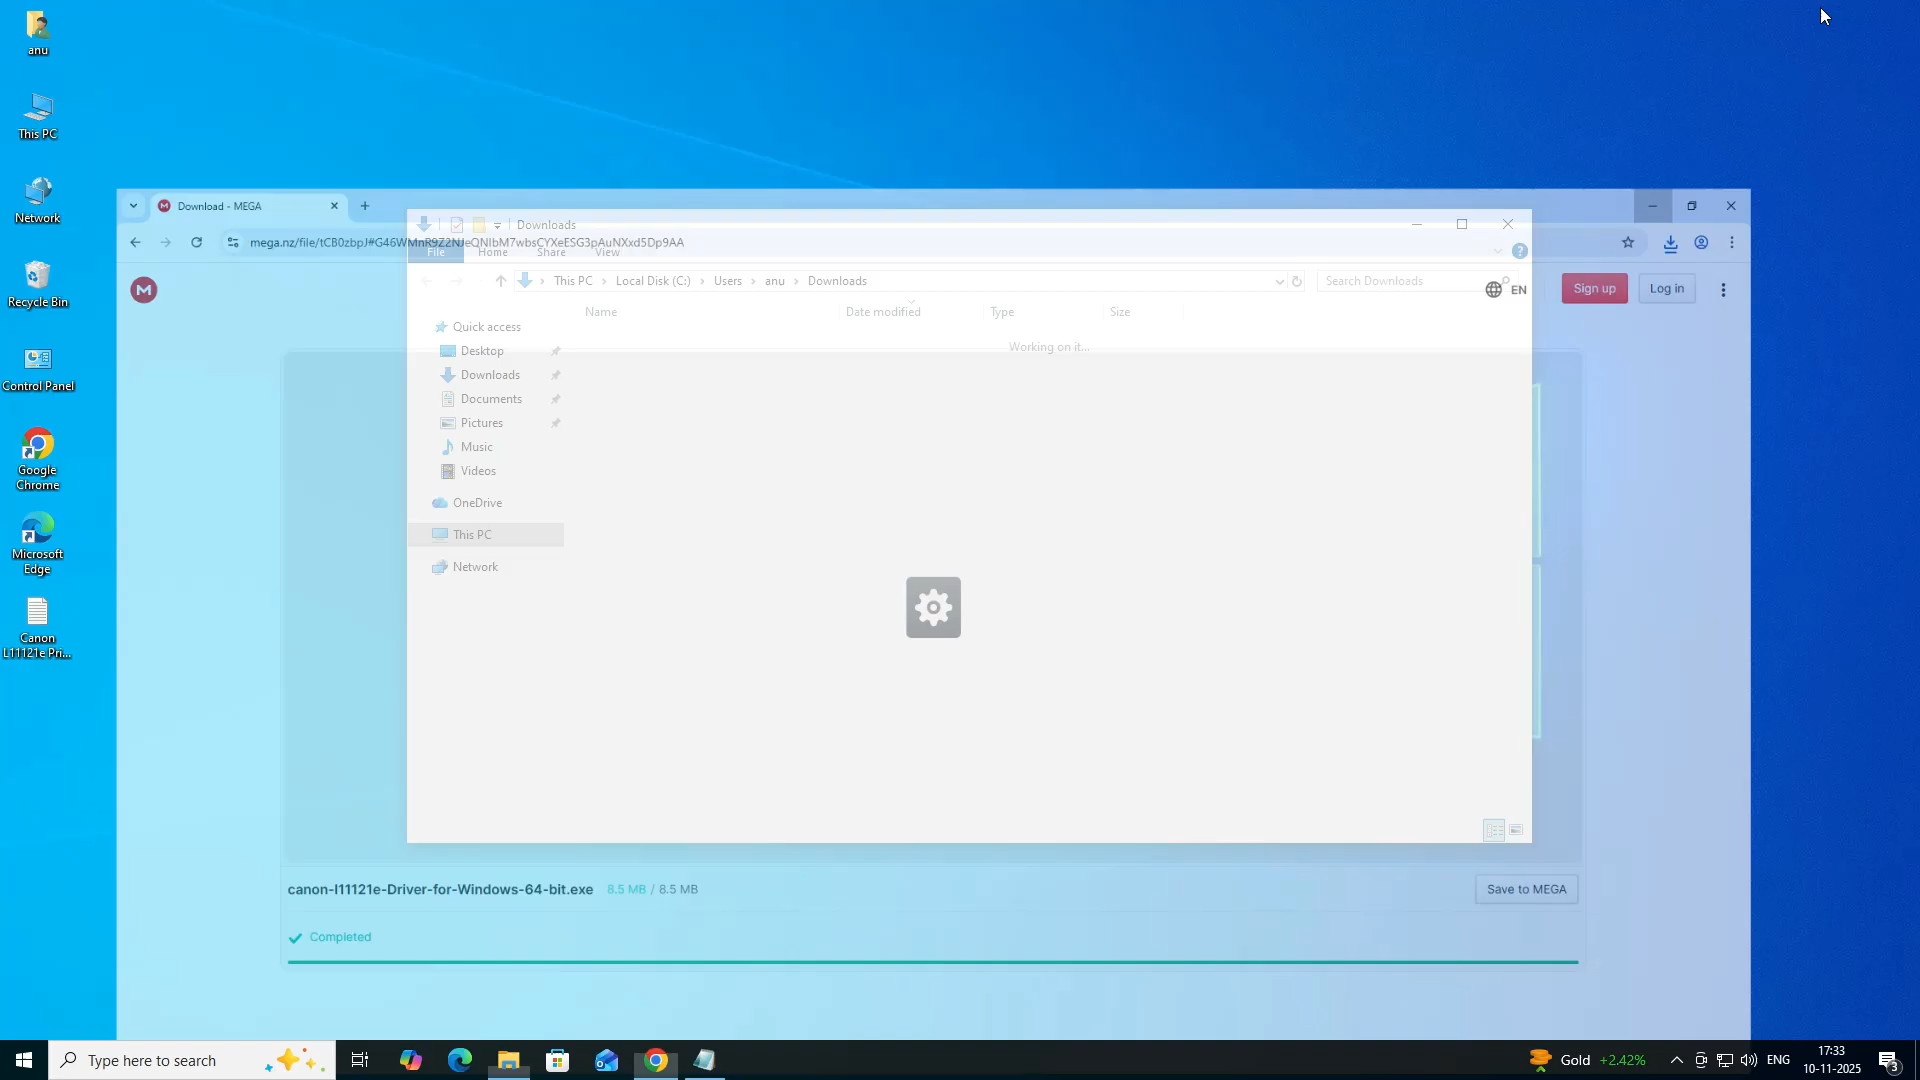 anu
This PC
Network
Recycle Bin
Control Panel
Google
Chrome
Microsoft
Edge
Canon
L11121e Pri...
Download - MEGA
mega.nz/file/tCB0zbpJ#G46WMnR9Z2NJeQNIbM7wbsCYXeESG3pAuNXxd5Dp9AA
M
EN
Sign up
Log in
Downloads
File
Home
Share
View
This PC
Local Disk (C:)
Users
anu
Downloads
Search Downloads
Name
Date modified
Type
Size
Working on it...
Quick access
Desktop
Downloads
Documents
Pictures
Music
Videos
OneDrive
This PC
Network
canon-l11121e-Driver-for-Windows-64-bit.exe 8.5 MB / 8.5 MB
Save to MEGA
Completed
Type here to search
Gold +2.42%
ENG
17:33
10-11-2025
3